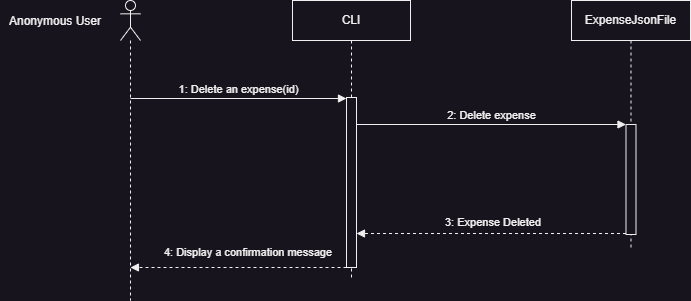 Anonymous User
CLI
ExpenseJsonFile
1: Delete an expense(id)
2: Delete expense
3: Expense Deleted
4: Display a confirmation message